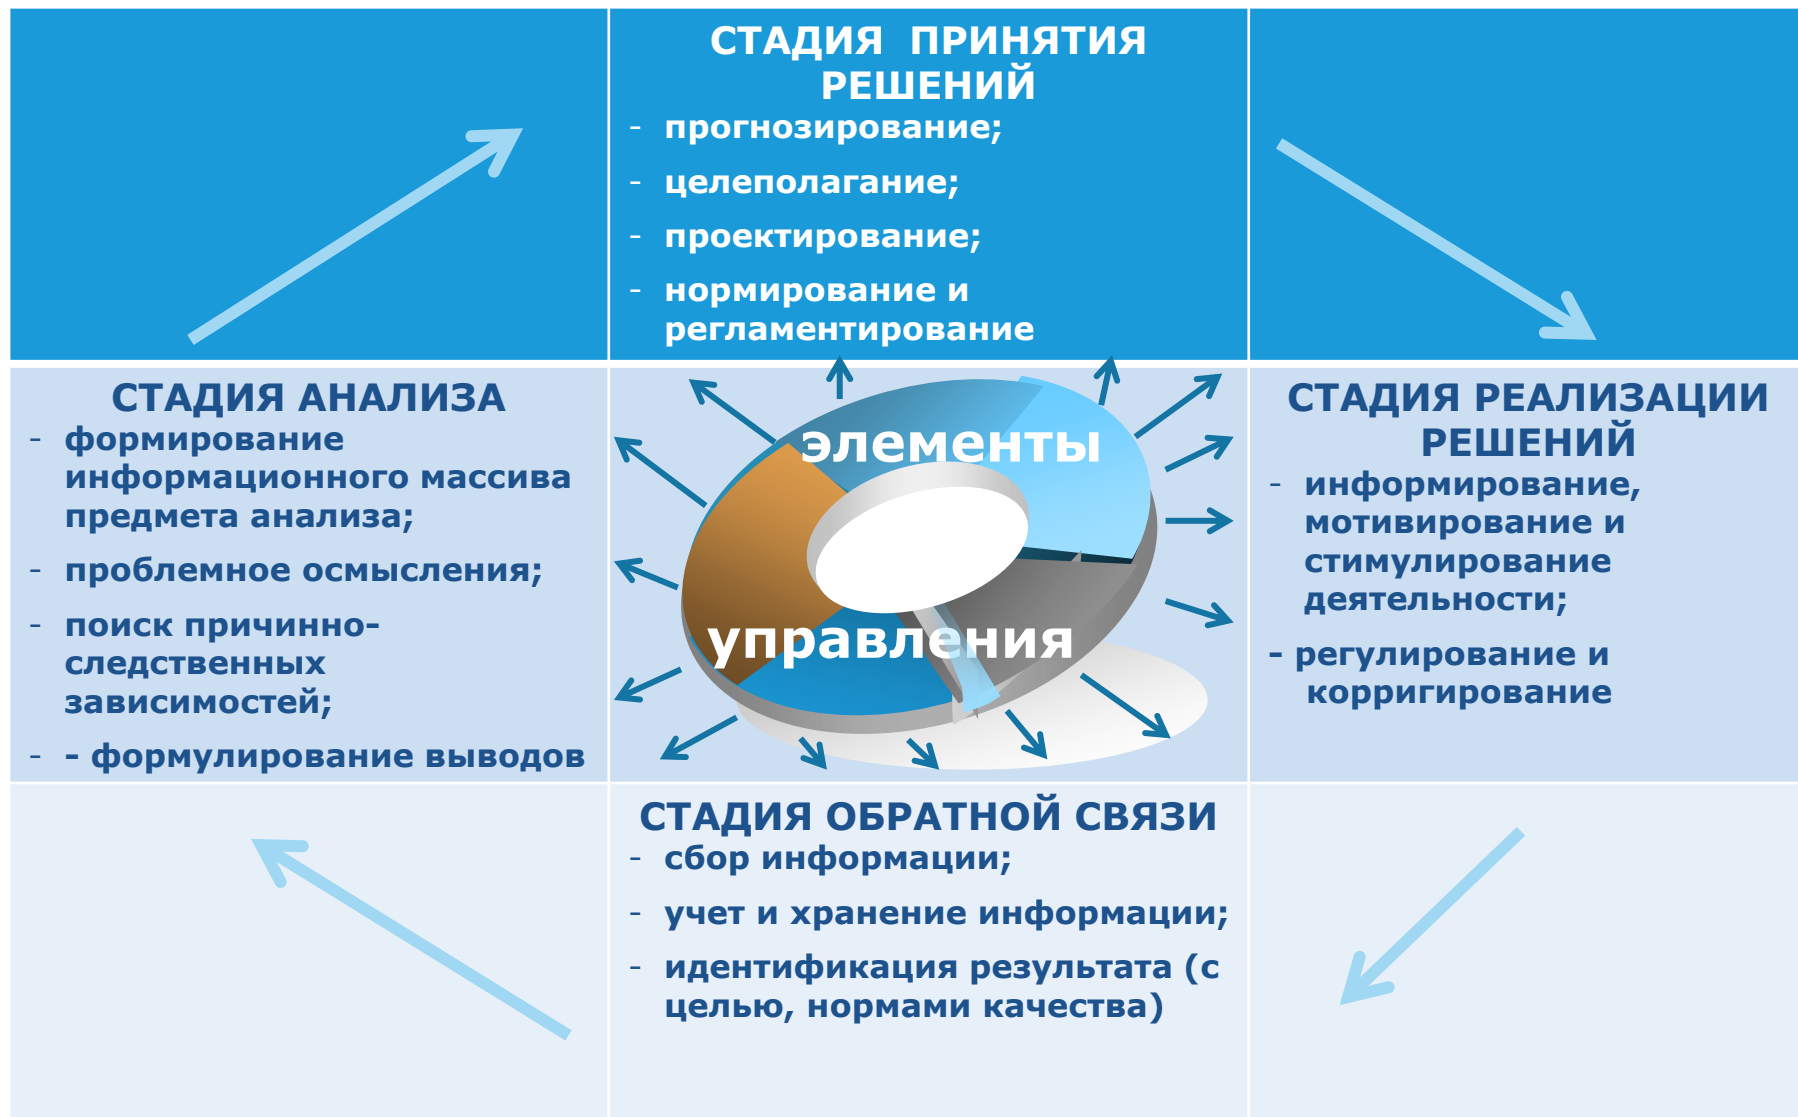 СТАДИЯ ПРИНЯТИЯ
РЕШЕНИЙ
- прогнозирование;
- целеполагание;
- проектирование;
- нормирование и
регламентирование
СТАДИЯ АНАЛИЗА
- формирование
информационного массива
предмета анализа;
- проблемное осмысления;
- поиск причинно-
следственных
зависимостей;
- - формулирование выводов
элементы
управления
СТАДИЯ РЕАЛИЗАЦИИ
РЕШЕНИЙ
- информирование,
мотивирование и
стимулирование
деятельности;
- регулирование и
корригирование
СТАДИЯ ОБРАТНОЙ СВЯЗИ
- сбор информации;
- учет и хранение информации;
- идентификация результата (с
целью, нормами качества)